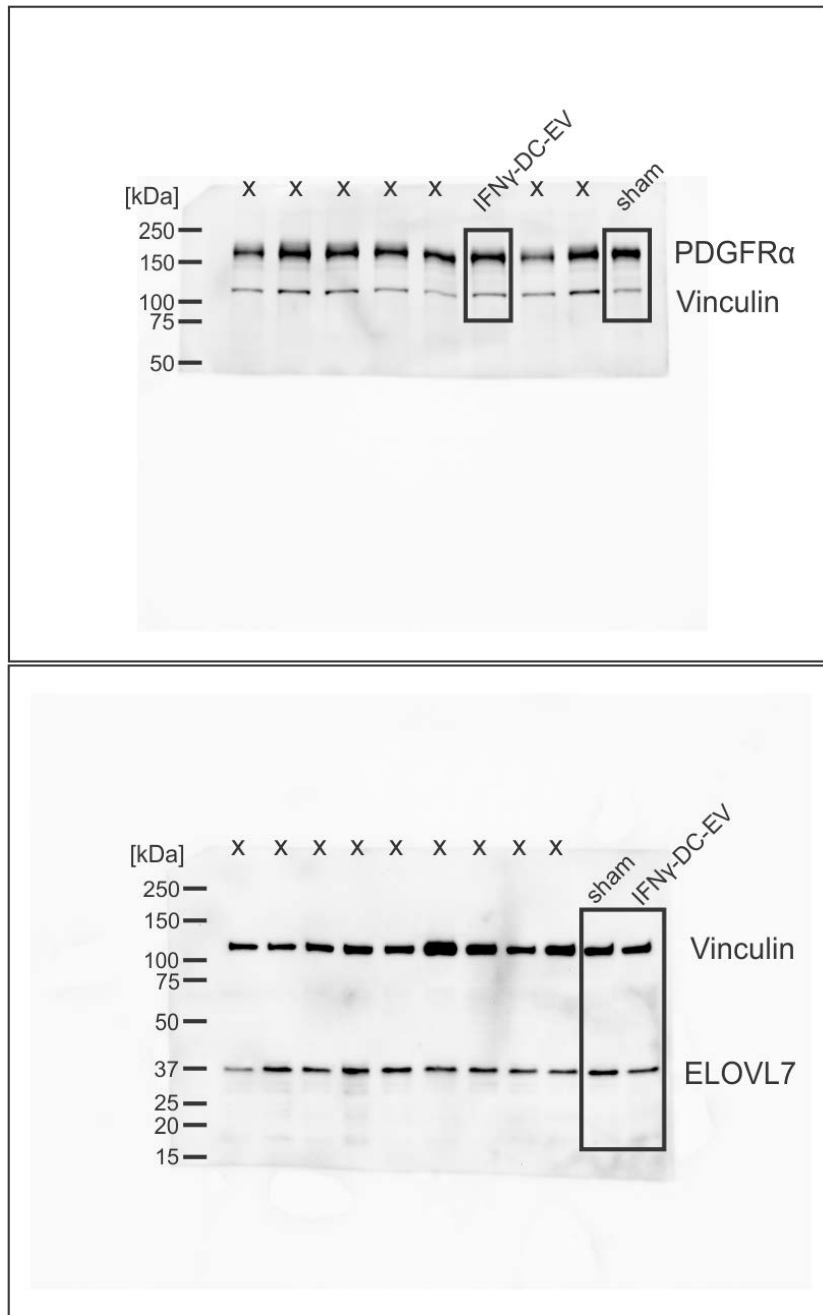 x x x x x IFNγ-DC-EV x x sham
[kDa]
250
150
100
75
50
PDGFRα
Vinculin
x x x x x x x x x sham IFNγ-DC-EV
[kDa]
250
150
100
75
50
37
25
20
15
Vinculin
ELOVL7